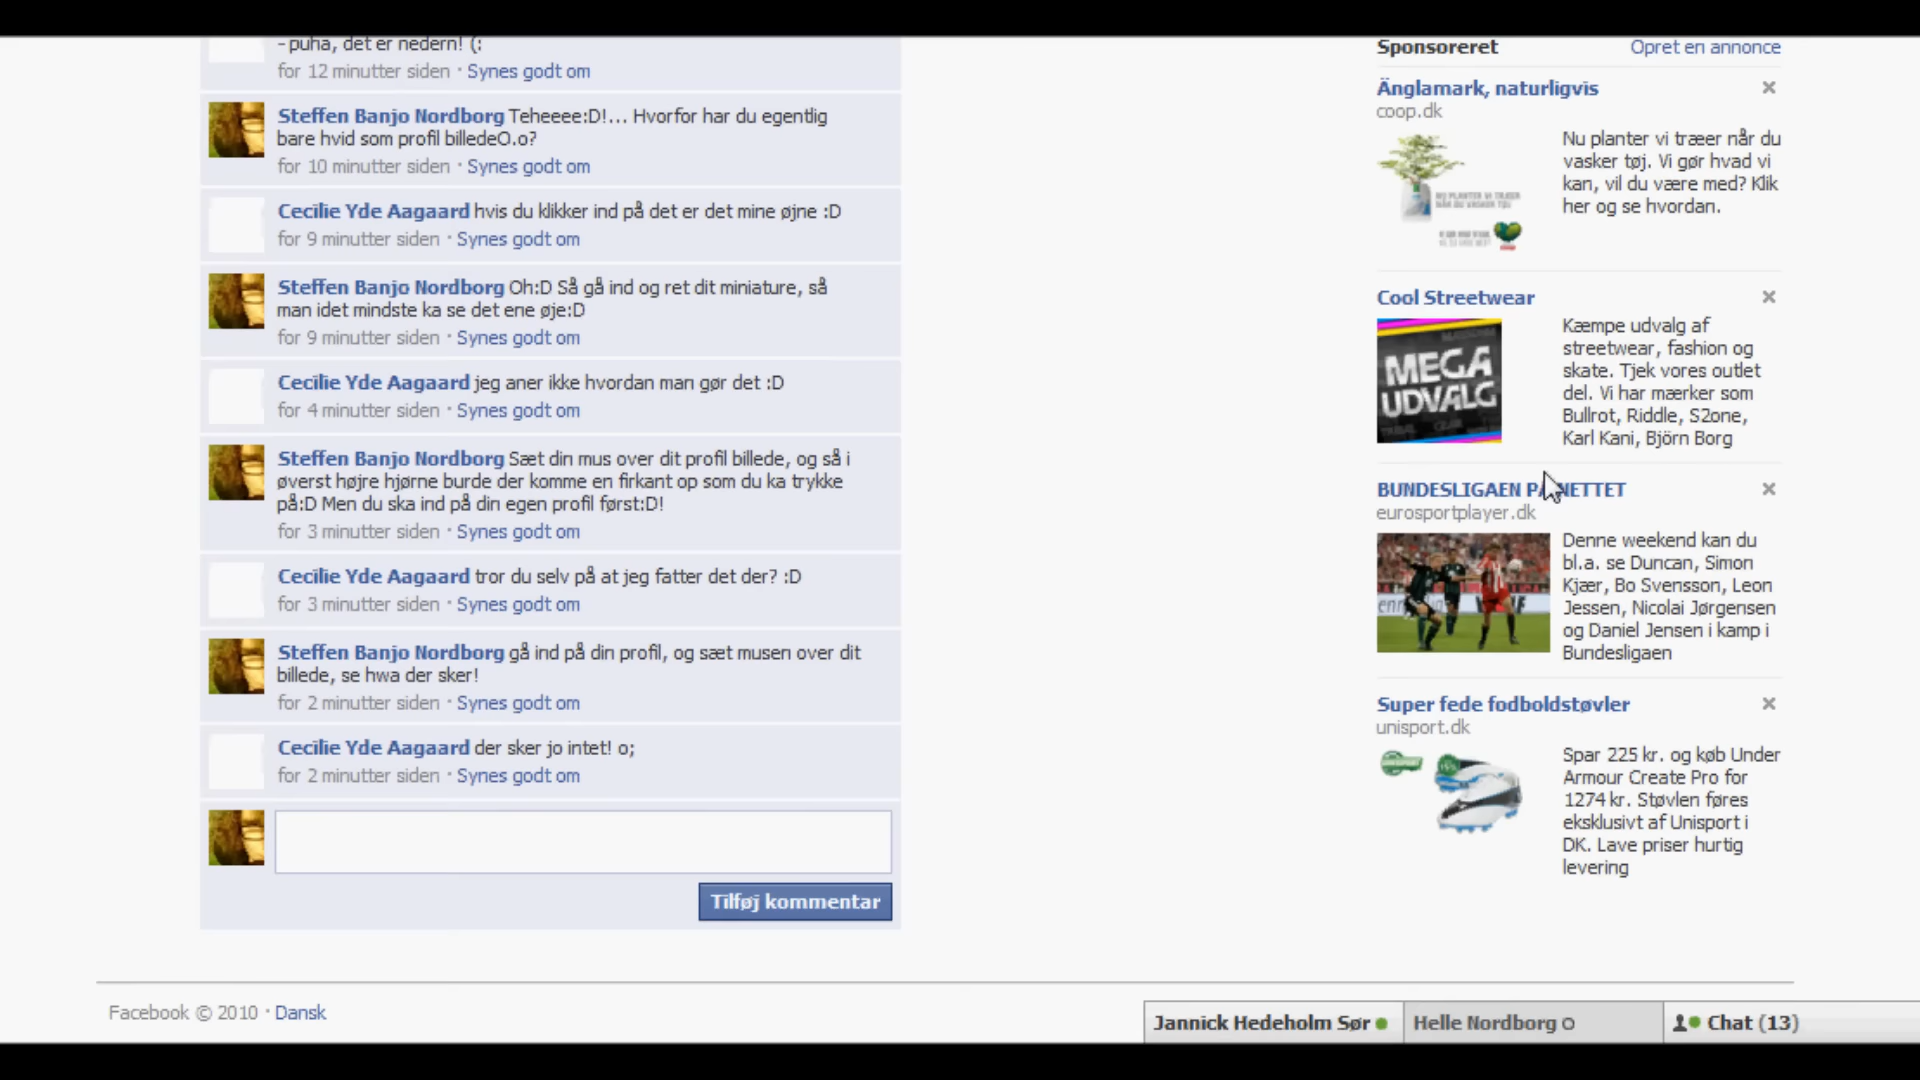 - puha, det er nedern! (:
for 12 minutter siden · Synes godt om
Steffen Banjo Nordborg Teheeee:D!... Hvorfor har du egentlig
bare hvid som profil billedeO.o?
for 10 minutter siden · Synes godt om
Cecilie Yde Aagaard hvis du klikker ind på det er det mine øjne :D
for 9 minutter siden · Synes godt om
Steffen Banjo Nordborg Oh:D Så gå ind og ret dit miniature, så
man idet mindste ka se det ene øje:D
for 9 minutter siden · Synes godt om
Cecilie Yde Aagaard jeg aner ikke hvordan man gør det :D
for 4 minutter siden · Synes godt om
Steffen Banjo Nordborg Sæt din mus over dit profil billede, og så i
øverst højre hjørne burde der komme en firkant op som du ka trykke
på:D Men du ska ind på din egen profil først:D!
for 3 minutter siden · Synes godt om
Cecilie Yde Aagaard tror du selv på at jeg fatter det der? :D
for 3 minutter siden · Synes godt om
Steffen Banjo Nordborg gå ind på din profil, og sæt musen over dit
billede, se hwa der sker!
for 2 minutter siden · Synes godt om
Cecilie Yde Aagaard der sker jo intet! o;
for 2 minutter siden · Synes godt om
Tilføj kommentar
Sponsoreret
Opret en annonce
Änglamark, naturligvis
coop.dk
Nu planter vi træer når du
vasker tøj. Vi gør hvad vi
kan, vil du være med? Klik
her og se hvordan.
NU PLANTER VI TRÆER
NÅR DU VASKER TØJ
Cool Streetwear
MEGA
UDVALG
Kæmpe udvalg af
streetwear, fashion og
skate. Tjek vores outlet
del. Vi har mærker som
Bullrot, Riddle, S2one,
Karl Kani, Björn Borg
BUNDESLIGAEN PÅ NETTET
eurosportplayer.dk
Denne weekend kan du
bl.a. se Duncan, Simon
Kjær, Bo Svensson, Leon
Jessen, Nicolai Jørgensen
og Daniel Jensen i kamp i
Bundesligaen
Super fede fodboldstøvler
unisport.dk
Spar 225 kr. og køb Under
Armour Create Pro for
1274 kr. Støvlen føres
eksklusivt af Unisport i
DK. Lave priser hurtig
levering
Facebook © 2010 · Dansk
Jannick Hedeholm Sør
Helle Nordborg
Chat (13)